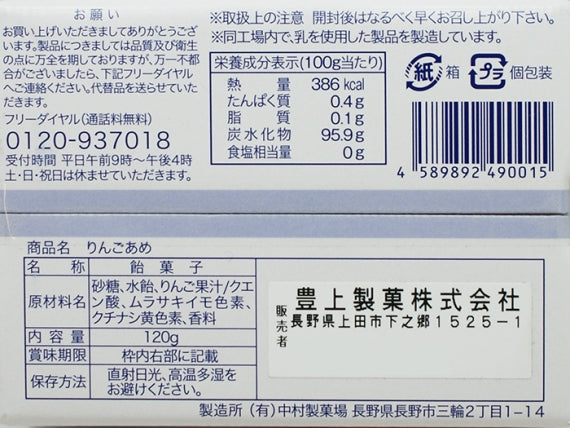 お願い
お買い上げいただきましてありがとうござ
います。製品につきましては品質及び衛生
の点に万全を期しておりますが、万一不都
合がございましたら、下記フリーダイヤル
へご連絡ください。代替品を送らせていた
だきます。
フリーダイヤル(通話料無料)
0120-937018
受付時間 平日午前9時〜午後4時
土・日・祝日は休ませていただきます。
※取扱上の注意 開封後はなるべく早くお召し上がり下さい。
※同工場内で、乳を使用した製品を製造しています。
栄養成分表示(100g当たり)
熱量 386kcal
たんぱく質 0.4g
脂質 0.1g
炭水化物 95.9g
食塩相当量 0g
紙 箱 プラ 個包装
4 589892 490015
商品名 りんごあめ
名称 飴菓子
原材料名 砂糖、水飴、りんご果汁/クエ
ン酸、ムラサキイモ色素、
クチナシ黄色素、香料
内容量 120g
賞味期限 枠内右部に記載
保存方法 直射日光、高温多湿を
お避けください。
販売者
豊上製菓株式会社
長野県上田市下之郷1525-1
製造所 (有)中村製菓場 長野県長野市三輪2丁目1-14